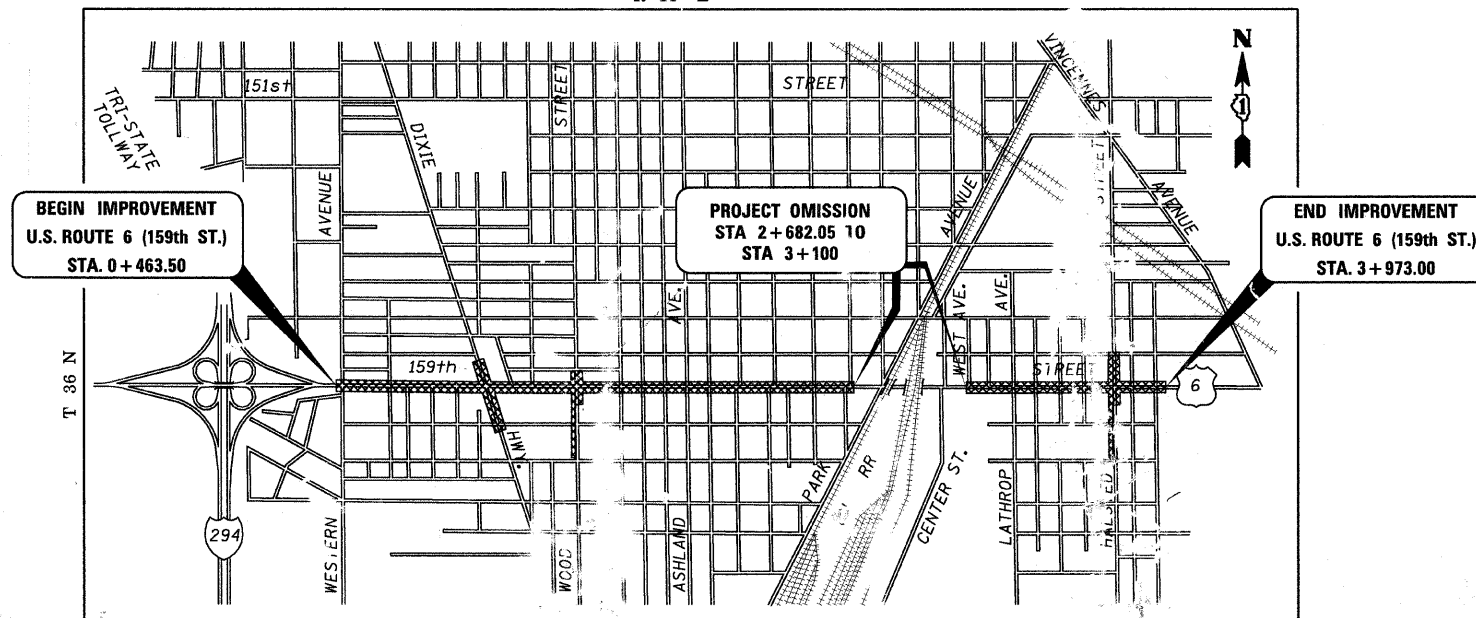 N
VINCENNES
151st
STREET
STREET
TRI-STATE
TOLLWAY
DIXIE
AVENUE
AVENUE
AVENUE
BEGIN IMPROVEMENT
U.S. ROUTE 6 (159th ST.)
STA. 0+463.50
PROJECT OMISSION
STA 2+682.05 TO
STA 3+100
END IMPROVEMENT
U.S. ROUTE 6 (159th ST.)
STA. 3+973.00
AVE.
WEST AVE.
AVE.
T 36 N
159th
STREET
6
HWY.
PARK
RR
CENTER ST.
LATHROP
HALSTED
STREET
294
WESTERN
WOOD
ASHLAND